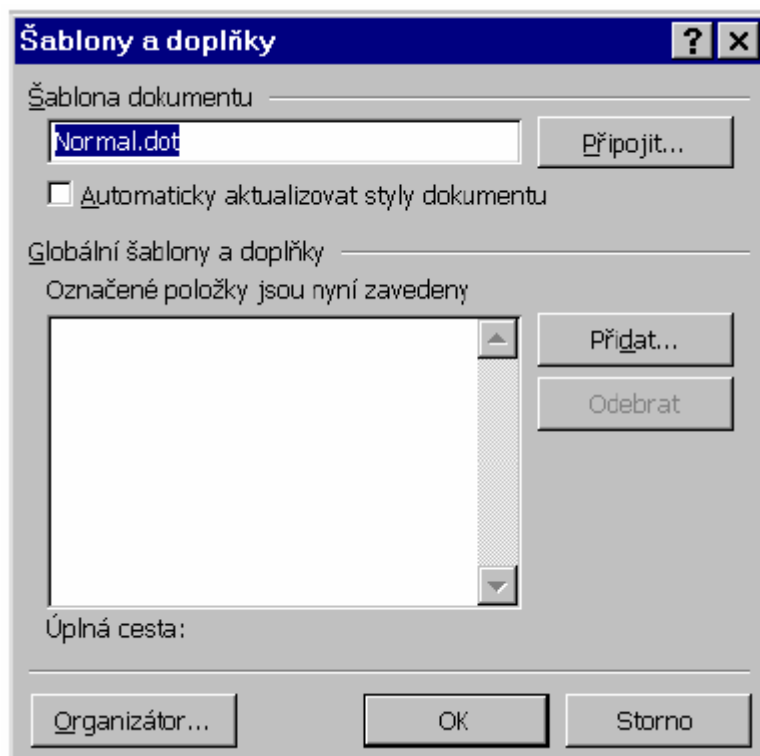 Šablony a doplňky
Šablona dokumentu
Normal.dot
Připojit...
Automaticky aktualizovat styly dokumentu
Globální šablony a doplňky
Označené položky jsou nyní zavedeny
Přidat...
Odebrat
Úplná cesta:
Organizátor...
OK
Storno